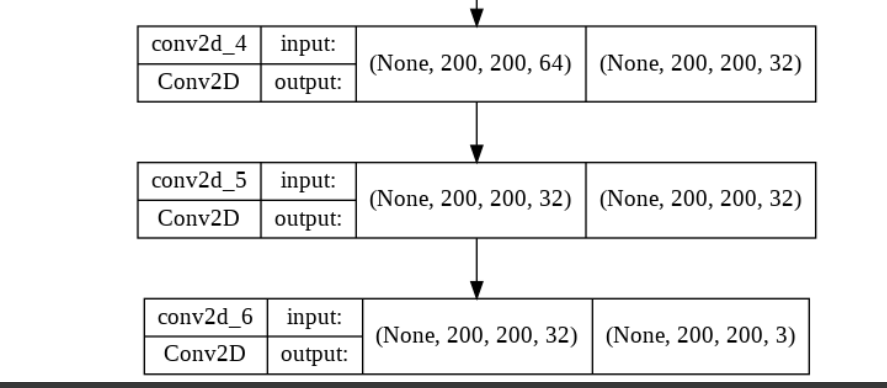 conv2d_4 input: (None, 200, 200, 64) (None, 200, 200, 32)
Conv2D output:
conv2d_5 input: (None, 200, 200, 32) (None, 200, 200, 32)
Conv2D output:
conv2d_6 input: (None, 200, 200, 32) (None, 200, 200, 3)
Conv2D output: